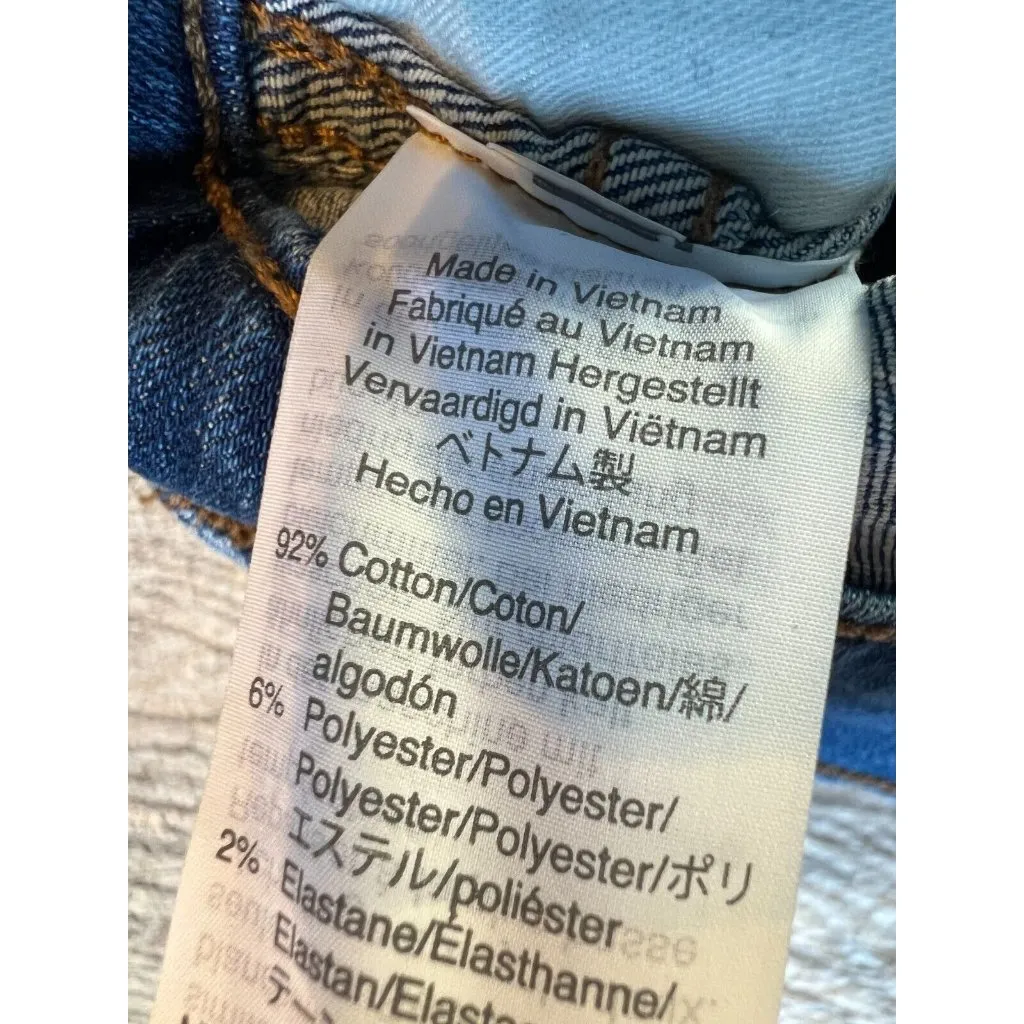 Made in Vietnam
Fabriqué au Vietnam
in Vietnam Hergestellt
Vervaardigd in Viëtnam
ベトナム製
Hecho en Vietnam
92% Cotton/Coton/
Baumwolle/Katoen/綿/
algodón
6% Polyester/Polyester/
Polyester/Polyester/ポリ
エステル/poliéster
2% Elastane/Élasthanne/
Elastan/Elasta